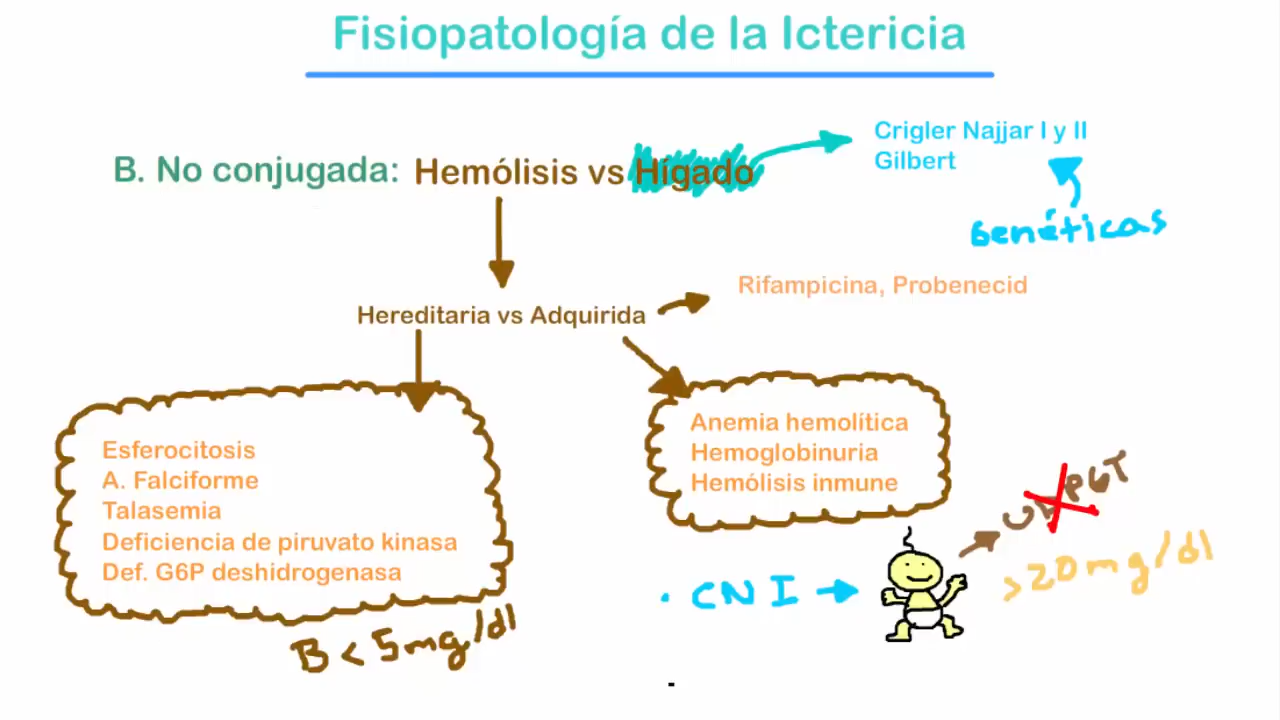 Fisiopatología de la Ictericia
B. No conjugada: Hemólisis vs Hígado
Crigler Najjar I y II
Gilbert
Genéticas
Hereditaria vs Adquirida
Rifampicina, Probenecid
Esferocitosis
A. Falciforme
Talasemia
Deficiencia de piruvato kinasa
Def. G6P deshidrogenasa
B < 5mg/dl
Anemia hemolítica
Hemoglobinuria
Hemólisis inmune
. CNI
>20mg/dl